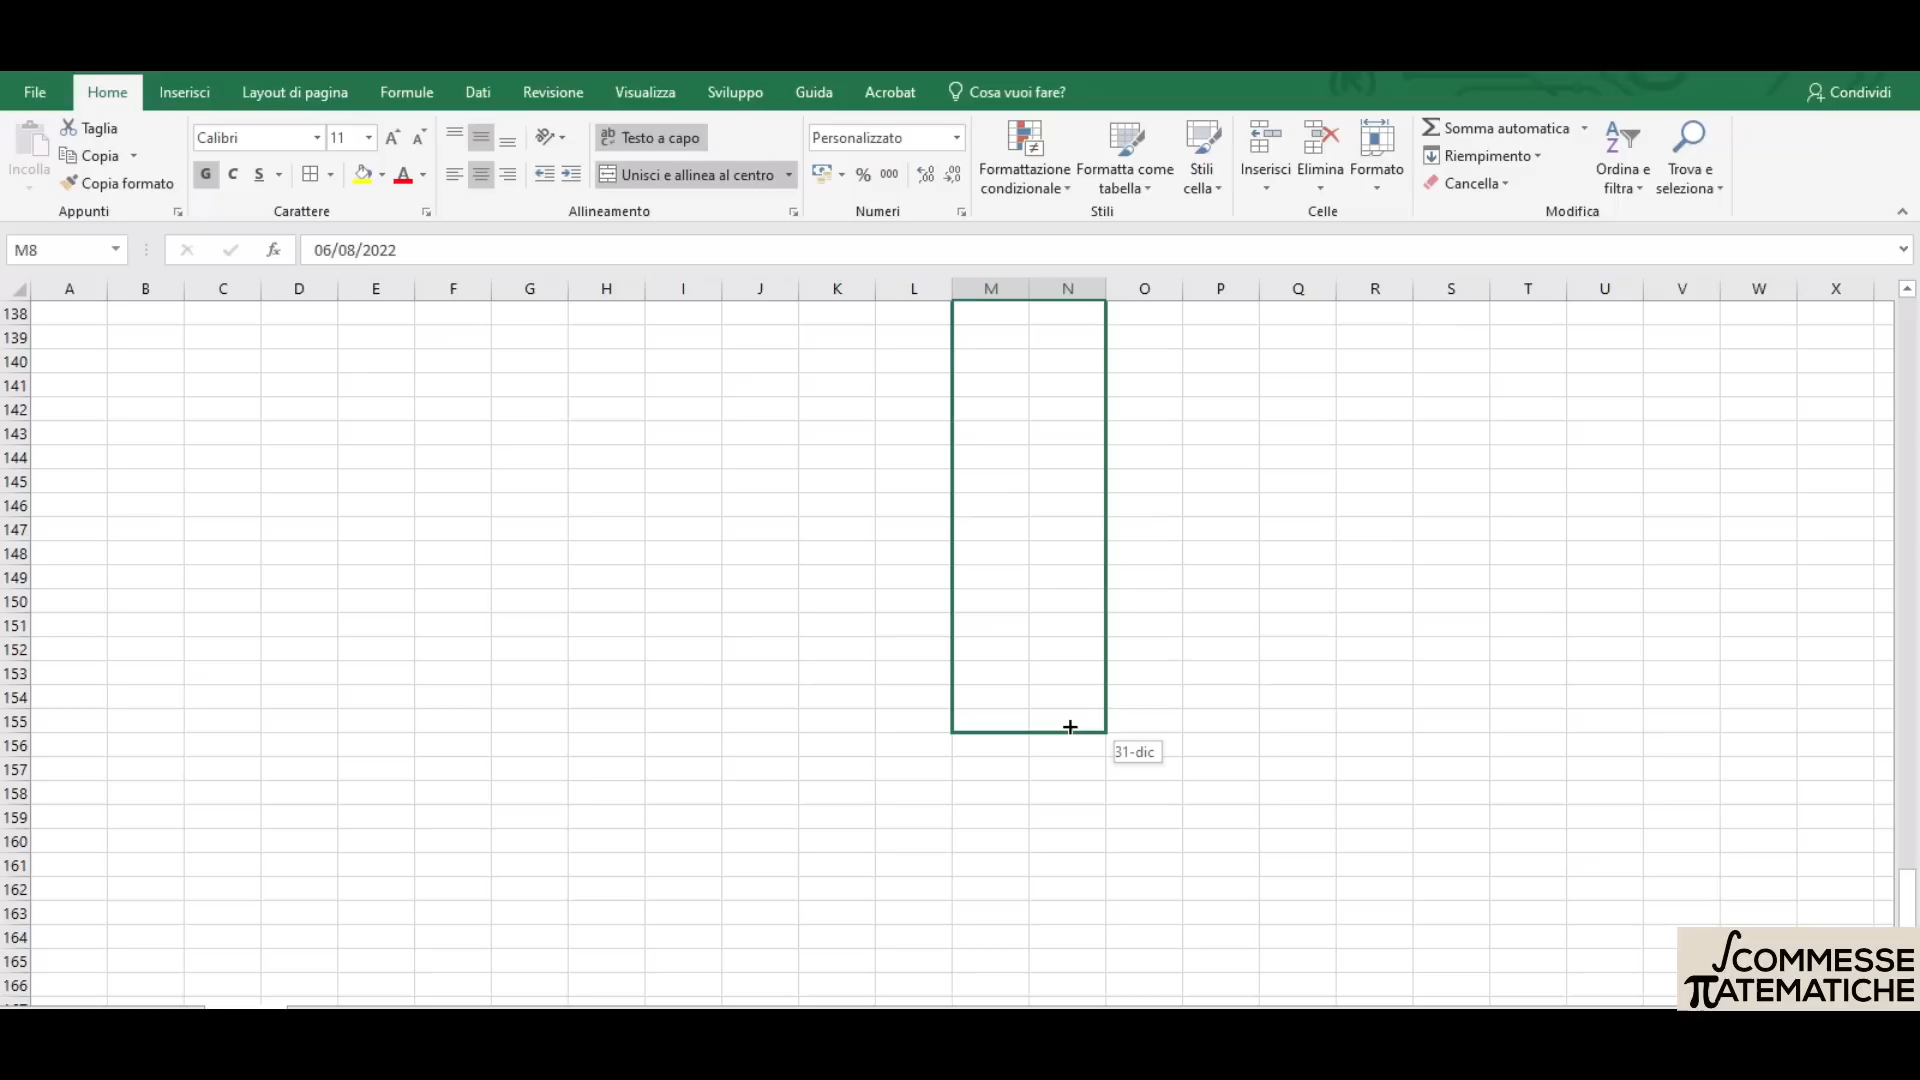 File Home Inserisci Layout di pagina Formule Dati Revisione Visualizza Sviluppo Guida Acrobat Cosa vuoi fare? Condividi
Incolla
Taglia
Copia
Copia formato
Appunti
Calibri 11
G C S
Carattere
Testo a capo
Unisci e allinea al centro
Allineamento
Personalizzato
% 000
Numeri
Formattazione condizionale
Formatta come tabella
Stili cella
Stili
Inserisci Elimina Formato
Celle
Somma automatica
Riempimento
Cancella
Ordina e filtra
Trova e seleziona
Modifica
M8 fx 06/08/2022
A B C D E F G H I J K L M N O P Q R S T U V W X
138
139
140
141
142
143
144
145
146
147
148
149
150
151
152
153
154
155
156
31-dic
157
158
159
160
161
162
163
164
165
166
∫COMMESSE
πATEMATICHE